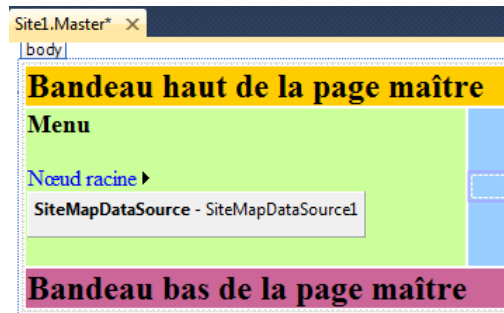 Site1.Master*
body
Bandeau haut de la page maître
Menu
Nœud racine
SiteMapDataSource - SiteMapDataSource1
Bandeau bas de la page maître